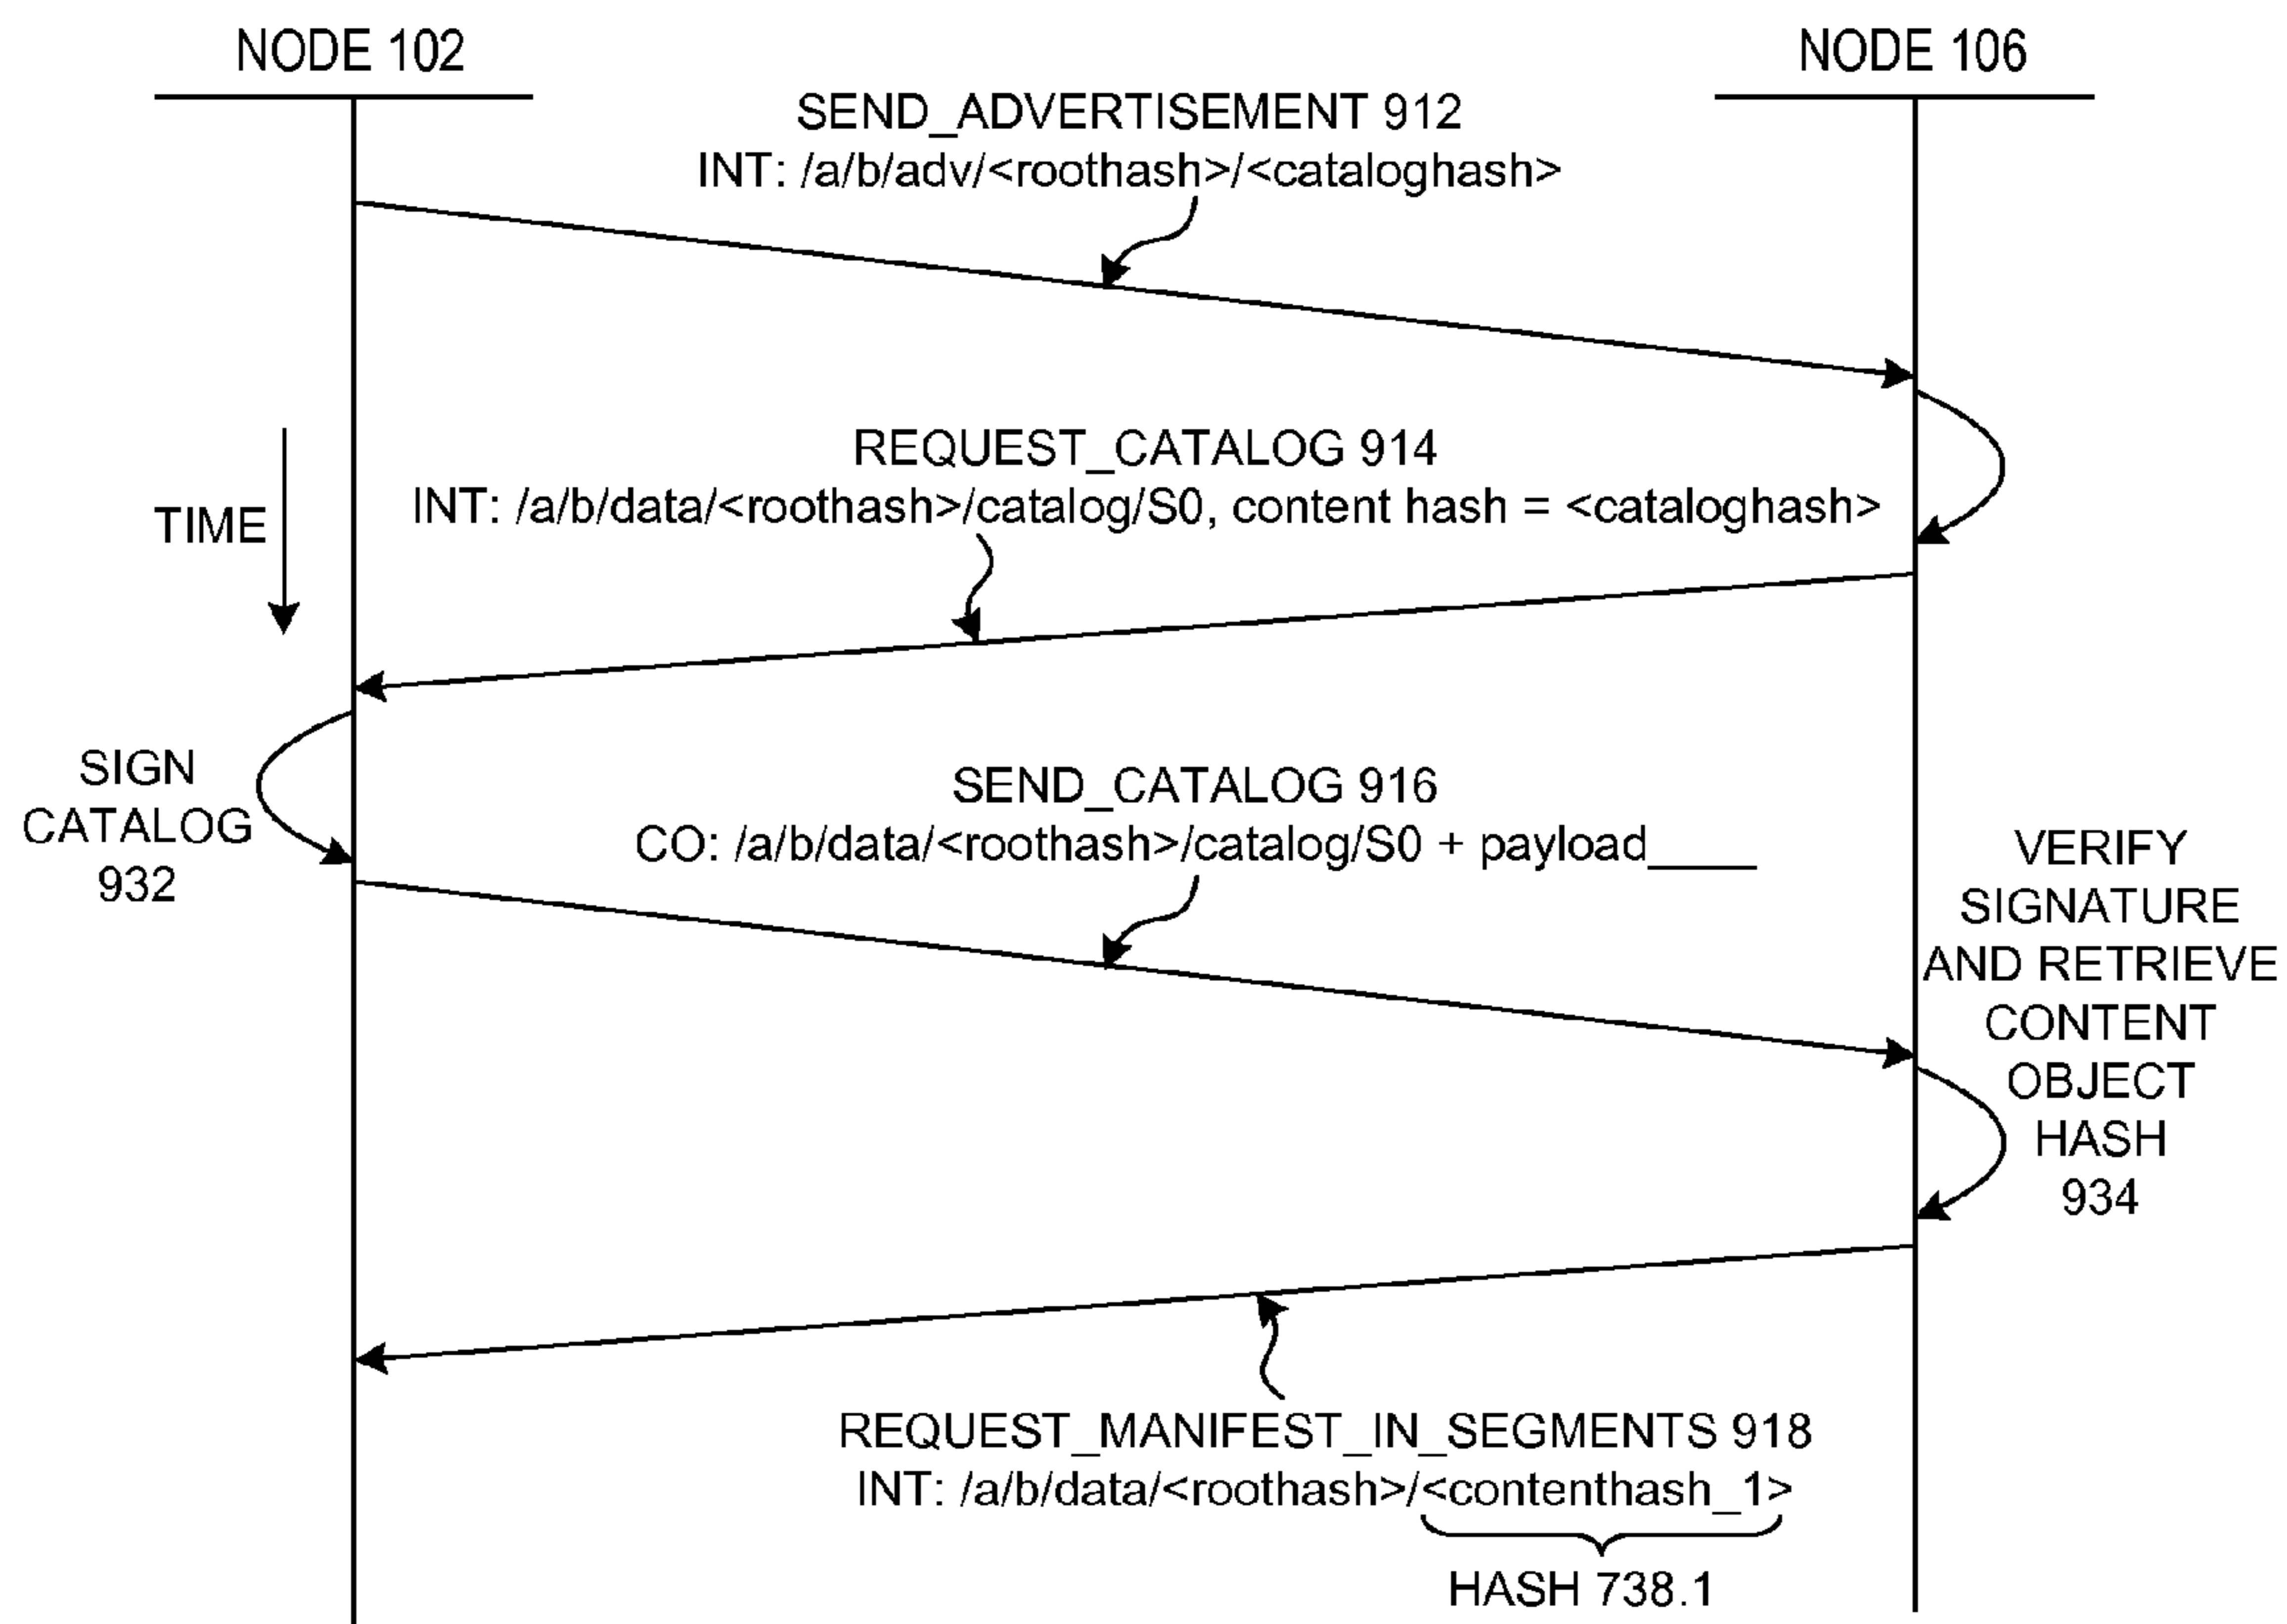 NODE 102
NODE 106
SEND_ADVERTISEMENT 912
INT: /a/b/adv/<roothash>/<cataloghash>
REQUEST_CATALOG 914
INT: /a/b/data/<roothash>/catalog/S0, content hash = <cataloghash>
TIME
SIGN
CATALOG
932
SEND_CATALOG 916
CO: /a/b/data/<roothash>/catalog/S0 + payload____
VERIFY
SIGNATURE
AND RETRIEVE
CONTENT
OBJECT
HASH
934
REQUEST_MANIFEST_IN_SEGMENTS 918
INT: /a/b/data/<roothash>/<contenthash_1>
HASH 738.1